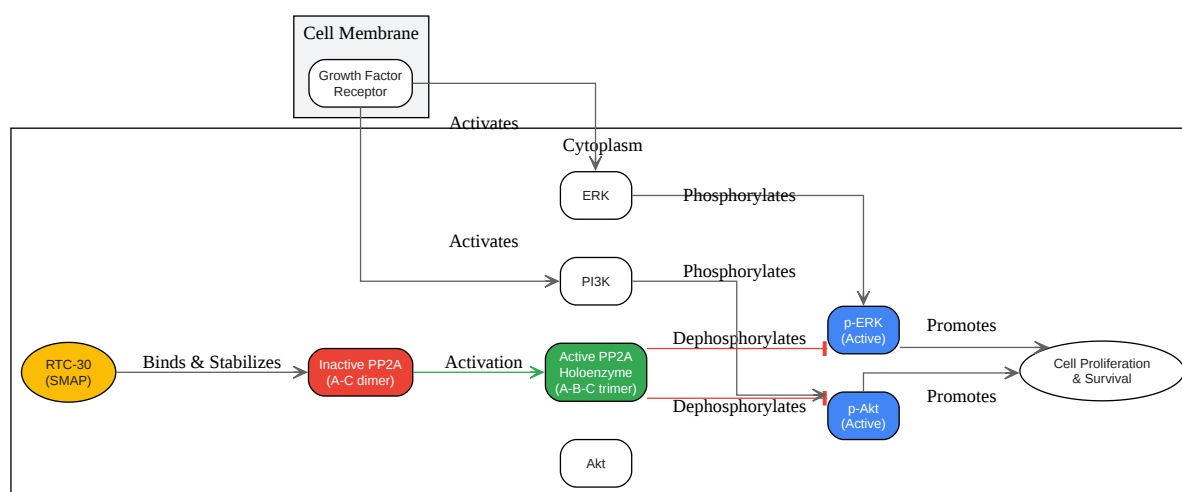 Cell Membrane
Growth Factor
Receptor
Activates
Cytoplasm
ERK
Phosphorylates
Activates
PI3K
Phosphorylates
p-ERK
(Active)
Promotes
Dephosphorylates
RTC-30
(SMAP)
Binds & Stabilizes
Inactive PP2A
(A-C dimer)
Activation
Active PP2A
Holoenzyme
(A-B-C trimer)
Cell Proliferation
& Survival
Dephosphorylates
p-Akt
(Active)
Promotes
Akt